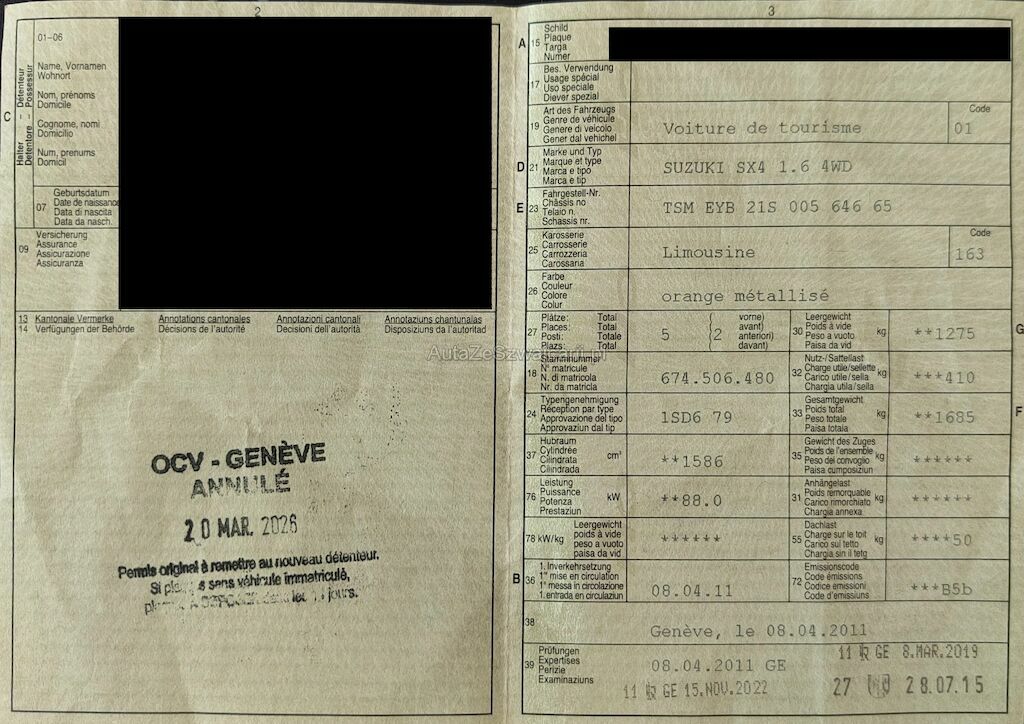 2
01–06
Name, Vornamen
Wohnort
Nom, prénoms
Domicile
Cognome, nomi
Domicilio
Num, prenums
Domicil
C
Halter – Détenteur
Detentore – Possessur
07
Geburtsdatum
Date de naissance
Data di nascita
Data da nasch.
09
Versicherung
Assurance
Assicurazione
Assicuranza
13 Kantonale Vermerke Annotations cantonales Annotazioni cantonali Annotaziuns chantunalas
14 Verfügungen der Behörde Décisions de l'autorité Decisioni dell'autorità Disposiziuns da l'autoritad
OCV - GENÈVE
ANNULÉ
20 MAR. 2026
Permis original à remettre au nouveau détenteur.
Si sans véhicule immatriculé,
jours.
AutaZeSzwajcarii.pl
3
A 15
Schild
Plaque
Targa
Numer
17
Bes. Verwendung
Usage spécial
Uso speciale
Diever spezial
19
Art des Fahrzeugs
Genre de véhicule
Genere di veicolo
Gener dal vehichel
Voiture de tourisme
Code
01
D 21
Marke und Typ
Marque et type
Marca e tipo
Marca e tip
SUZUKI SX4 1.6 4WD
E 23
Fahrgestell-Nr.
Châssis no
Telaio n.
Schassis nr.
TSM EYB 21S 005 646 65
25
Karosserie
Carrosserie
Carrozzeria
Carossaria
Limousine
Code
163
26
Farbe
Couleur
Colore
Colur
orange métallisé
27
Plätze: Total
Places: Total
Posti: Totale
Plazs: Total
5
(2
vorne)
avant)
anteriori)
davant)
30
Leergewicht
Poids à vide
Peso a vuoto
Paisa da vid
kg
**1275
G
18
Stammnummer
N° matricule
N. di matricola
Nr. da matricla
674.506.480
32
Nutz-/Sattellast
Charge utile/sellette
Carico utile/sella
Chargia utila/sella
kg
***410
24
Typengenehmigung
Réception par type
Approvazione del tipo
Approvaziun dal tip
1SD6 79
33
Gesamtgewicht
Poids total
Peso totale
Paisa totala
kg
**1685
F
37
Hubraum
Cylindrée
Cilindrata
Cilindrada
cm³
**1586
35
Gewicht des Zuges
Poids de l'ensemble
Peso del convoglio
Paisa cumposiziun
kg
******
76
Leistung
Puissance
Potenza
Prestaziun
kW
**88.0
31
Anhängelast
Poids remorquable
Carico rimorchiato
Chargia annexa
kg
******
78 kW/kg
Leergewicht
poids à vide
peso a vuoto
paisa da vid
******
55
Dachlast
Charge sur le toit
Carico sul tetto
Chargia sin il tetg
kg
****50
B 36
1. Inverkehrsetzung
1re mise en circulation
1a messa in circolazione
1. entrada en circulaziun
08.04.11
72
Emissionscode
Code émissions
Codice emissioni
Code d'emissiuns
***B5b
38
Genève, le 08.04.2011
39
Prüfungen
Expertises
Perizie
Examinaziuns
08.04.2011 GE
11 GE 8.MAR.2019
11 GE 15.NOV.2022
27 28.07.15